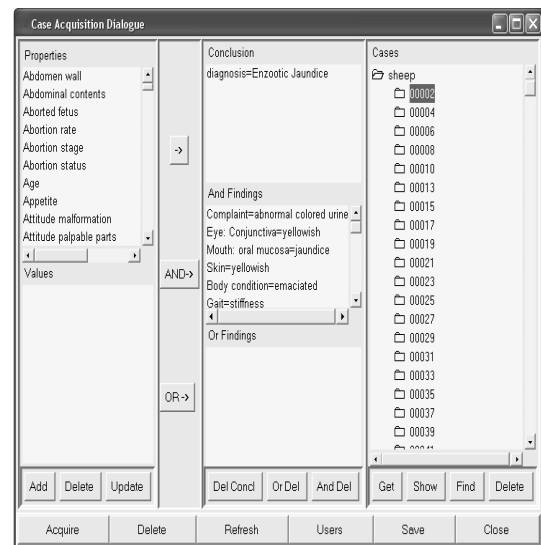 Case Acquisition Dialogue
Properties
Abdomen wall
Abdominal contents
Aborted fetus
Abortion rate
Abortion stage
Abortion status
Age
Appetite
Attitude malformation
Attitude palpable parts
Values
Add Delete Update
->
AND->
OR->
Conclusion
diagnosis=Enzootic Jaundice
And Findings
Complaint=abnormal colored urine
Eye: Conjunctiva=yellowish
Mouth: oral mucosa=jaundice
Skin=yellowish
Body condition=emaciated
Gait=stiffness
Or Findings
Del Concl Or Del And Del
Cases
sheep
00002
00004
00006
00008
00010
00013
00015
00017
00019
00021
00023
00025
00027
00029
00031
00033
00035
00037
00039
Get Show Find Delete
Acquire Delete Refresh Users Save Close